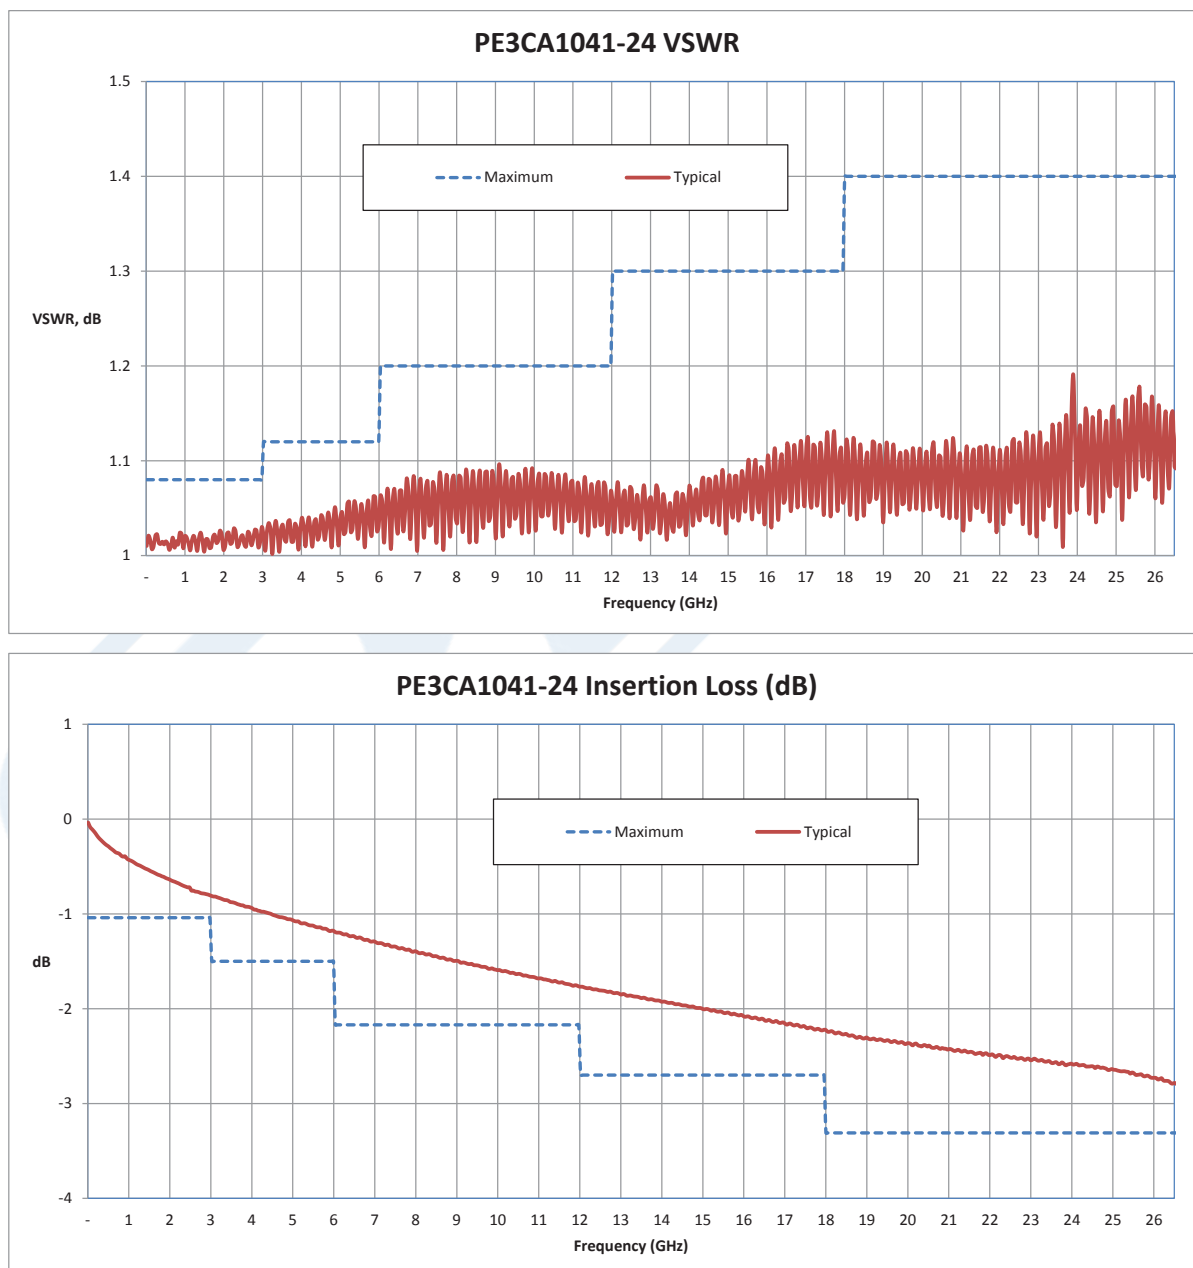 PE3CA1041-24 VSWR
1.5
1.4
1.3
1.2
1.1
1
VSWR, dB
Maximum Typical
- 1 2 3 4 5 6 7 8 9 10 11 12 13 14 15 16 17 18 19 20 21 22 23 24 25 26
Frequency (GHz)
PE3CA1041-24 Insertion Loss (dB)
1
0
-1
-2
-3
-4
dB
Maximum Typical
- 1 2 3 4 5 6 7 8 9 10 11 12 13 14 15 16 17 18 19 20 21 22 23 24 25 26
Frequency (GHz)